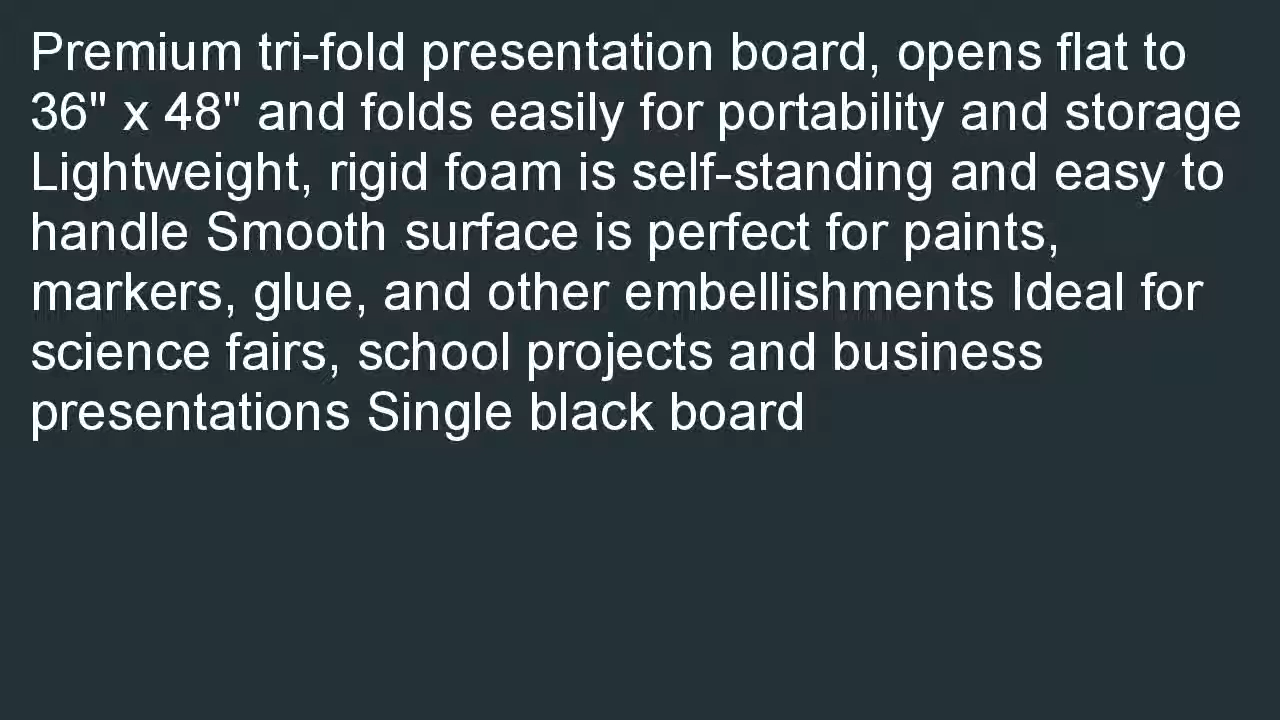 Premium tri-fold presentation board, opens flat to
36" x 48" and folds easily for portability and storage
Lightweight, rigid foam is self-standing and easy to
handle Smooth surface is perfect for paints,
markers, glue, and other embellishments Ideal for
science fairs, school projects and business
presentations Single black board